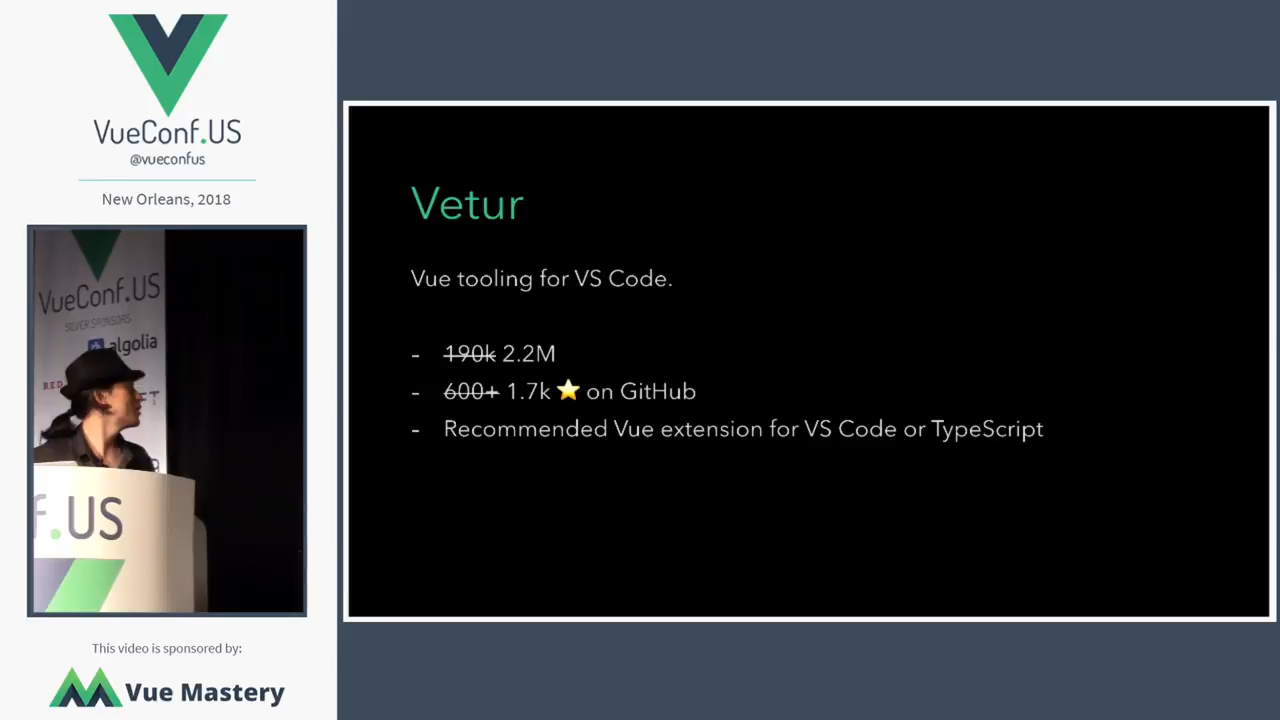 VueConf.US
@vueconfus
New Orleans, 2018
VueConf.US
SILVER SPONSORS
algolia
RED
f.US
This video is sponsored by:
Vue Mastery
Vetur
Vue tooling for VS Code.
- 190k 2.2M
- 600+ 1.7k ⭐ on GitHub
- Recommended Vue extension for VS Code or TypeScript